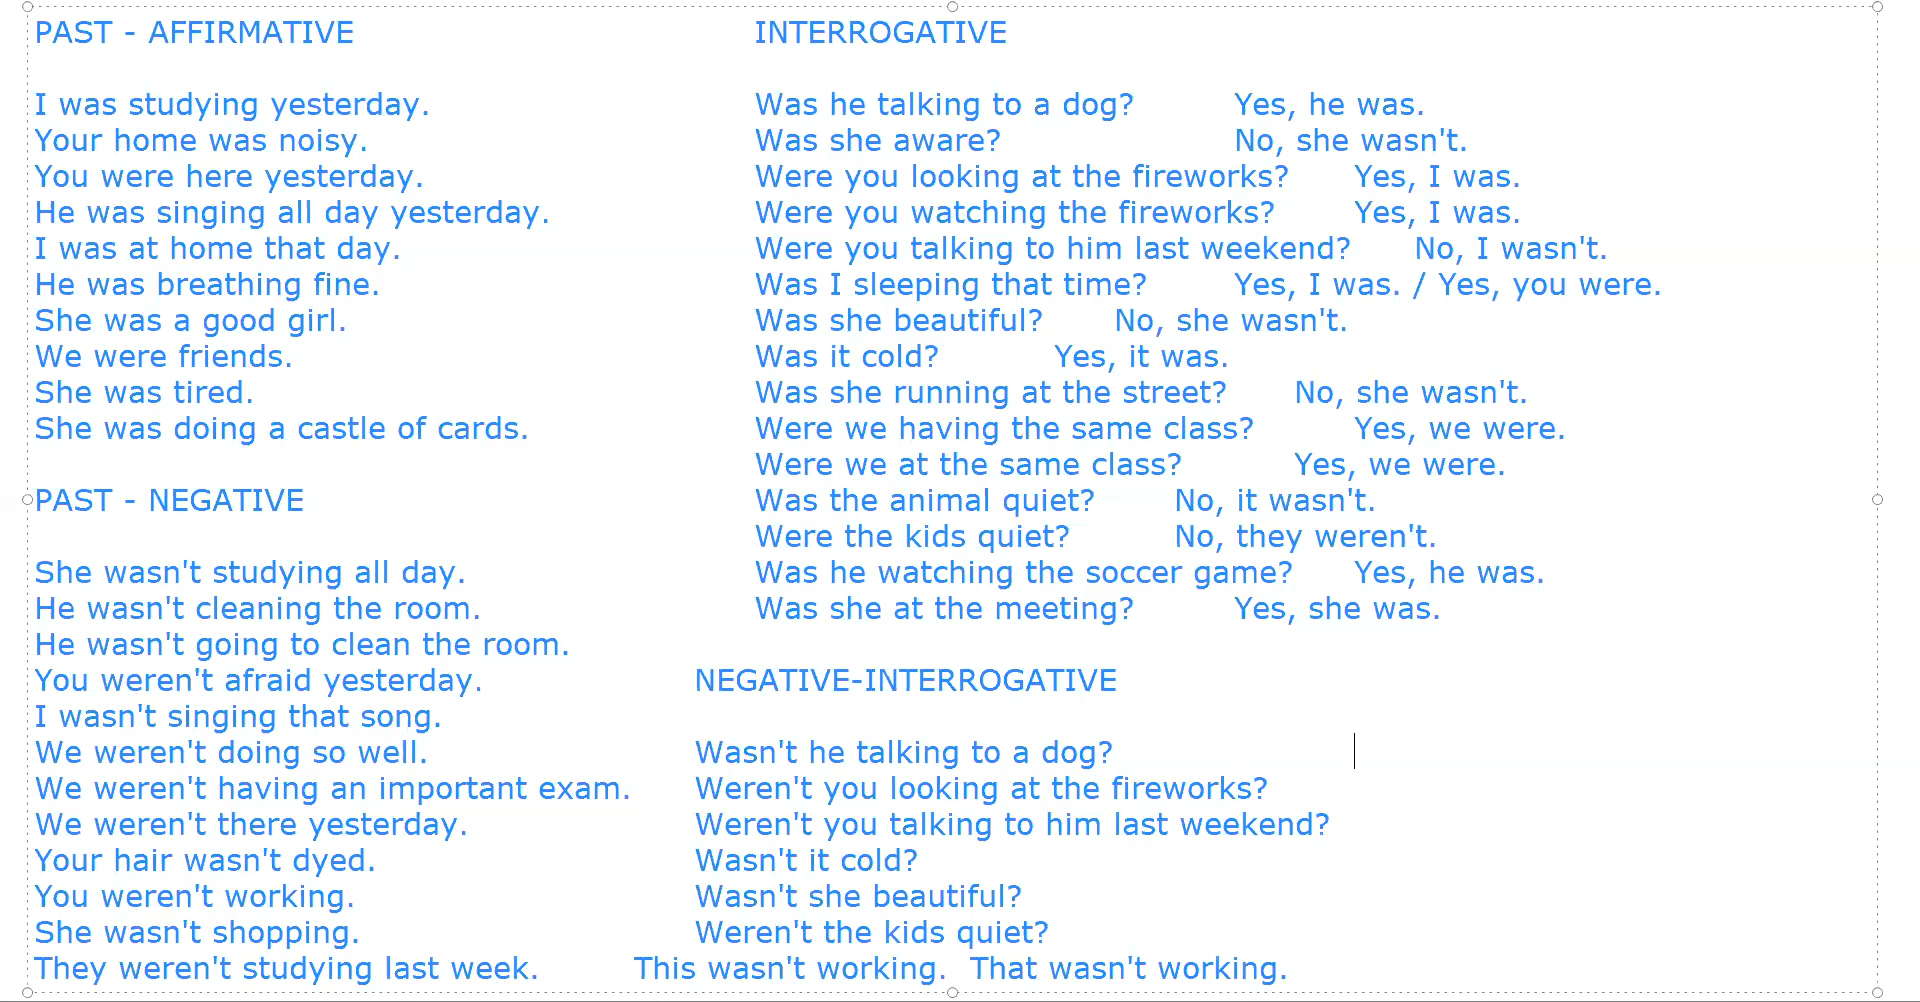 PAST - AFFIRMATIVE
I was studying yesterday.
Your home was noisy.
You were here yesterday.
He was singing all day yesterday.
I was at home that day.
He was breathing fine.
She was a good girl.
We were friends.
She was tired.
She was doing a castle of cards.
PAST - NEGATIVE
She wasn't studying all day.
He wasn't cleaning the room.
He wasn't going to clean the room.
You weren't afraid yesterday.
I wasn't singing that song.
We weren't doing so well.
We weren't having an important exam.
We weren't there yesterday.
Your hair wasn't dyed.
You weren't working.
She wasn't shopping.
They weren't studying last week. This wasn't working. That wasn't working.
INTERROGATIVE
Was he talking to a dog? Yes, he was.
Was she aware? No, she wasn't.
Were you looking at the fireworks? Yes, I was.
Were you watching the fireworks? Yes, I was.
Were you talking to him last weekend? No, I wasn't.
Was I sleeping that time? Yes, I was. / Yes, you were.
Was she beautiful? No, she wasn't.
Was it cold? Yes, it was.
Was she running at the street? No, she wasn't.
Were we having the same class? Yes, we were.
Were we at the same class? Yes, we were.
Was the animal quiet? No, it wasn't.
Were the kids quiet? No, they weren't.
Was he watching the soccer game? Yes, he was.
Was she at the meeting? Yes, she was.
NEGATIVE-INTERROGATIVE
Wasn't he talking to a dog?
Weren't you looking at the fireworks?
Weren't you talking to him last weekend?
Wasn't it cold?
Wasn't she beautiful?
Weren't the kids quiet?